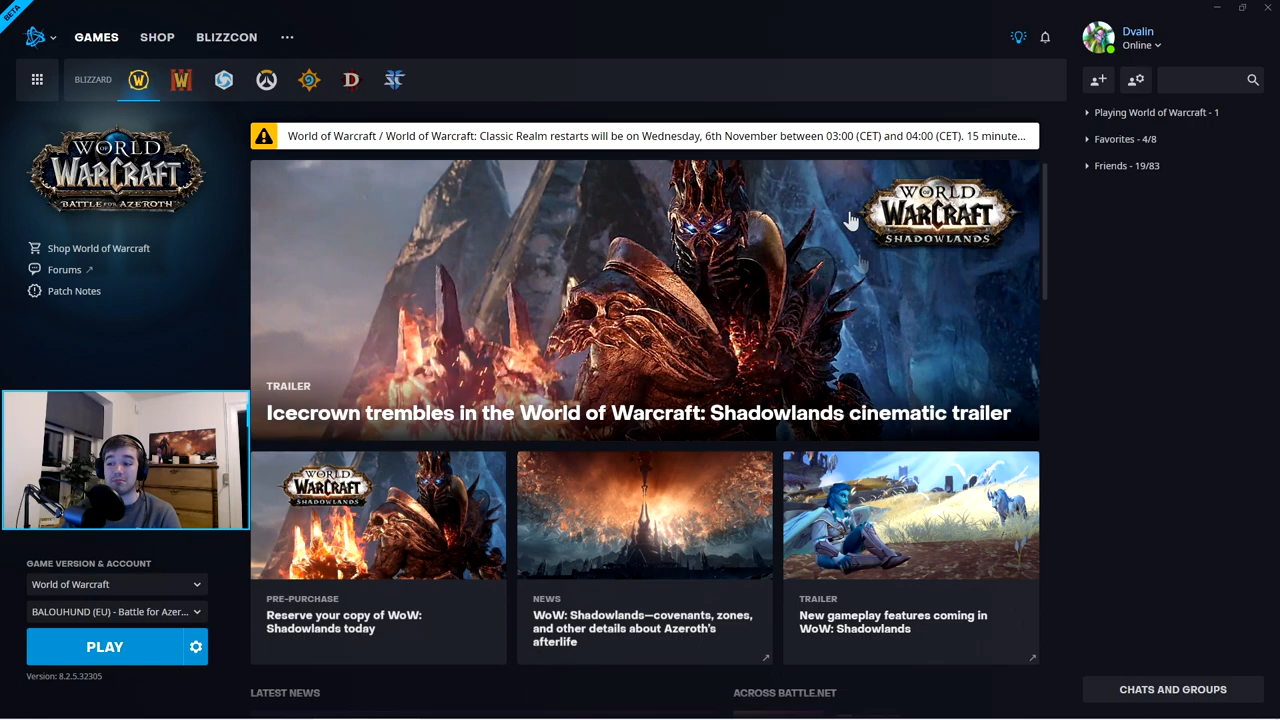 BETA
GAMES
SHOP
BLIZZCON
Dvalin
Online
BLIZZARD
Playing World of Warcraft - 1
Favorites - 4/8
Friends - 19/83
World of Warcraft / World of Warcraft: Classic Realm restarts will be on Wednesday, 6th November between 03:00 (CET) and 04:00 (CET). 15 minute...
WORLD
OF
WARCRAFT
BATTLE FOR AZEROTH
Shop World of Warcraft
Forums
Patch Notes
WORLD
OF
WARCRAFT
SHADOWLANDS
TRAILER
Icecrown trembles in the World of Warcraft: Shadowlands cinematic trailer
WORLD
OF
WARCRAFT
SHADOWLANDS
PRE-PURCHASE
Reserve your copy of WoW:
Shadowlands today
NEWS
WoW: Shadowlands—covenants, zones,
and other details about Azeroth's
afterlife
TRAILER
New gameplay features coming in
WoW: Shadowlands
GAME VERSION & ACCOUNT
World of Warcraft
BALOUHUND (EU) - Battle for Azer...
PLAY
Version: 8.2.5.32305
LATEST NEWS
ACROSS BATTLE.NET
CHATS AND GROUPS